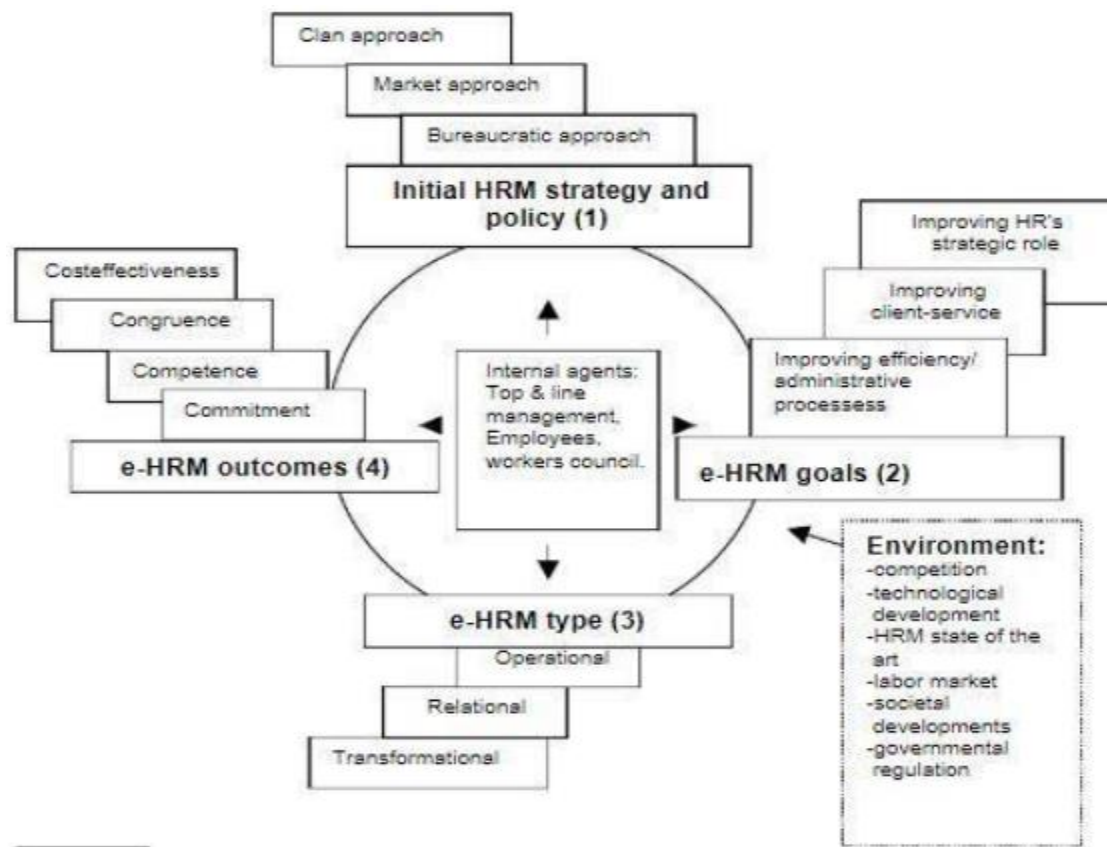 Clan approach
Market approach
Bureaucratic approach
Initial HRM strategy and
policy (1)
Improving HR's
strategic role
Improving
client-service
Improving efficiency/
administrative
processess
e-HRM goals (2)
Costeffectiveness
Congruence
Competence
Commitment
e-HRM outcomes (4)
Internal agents:
Top & line
management,
Employees,
workers council.
Environment:
-competition
-technological
development
-HRM state of the
art
-labor market
-societal
developments
-governmental
regulation
e-HRM type (3)
Operational
Relational
Transformational